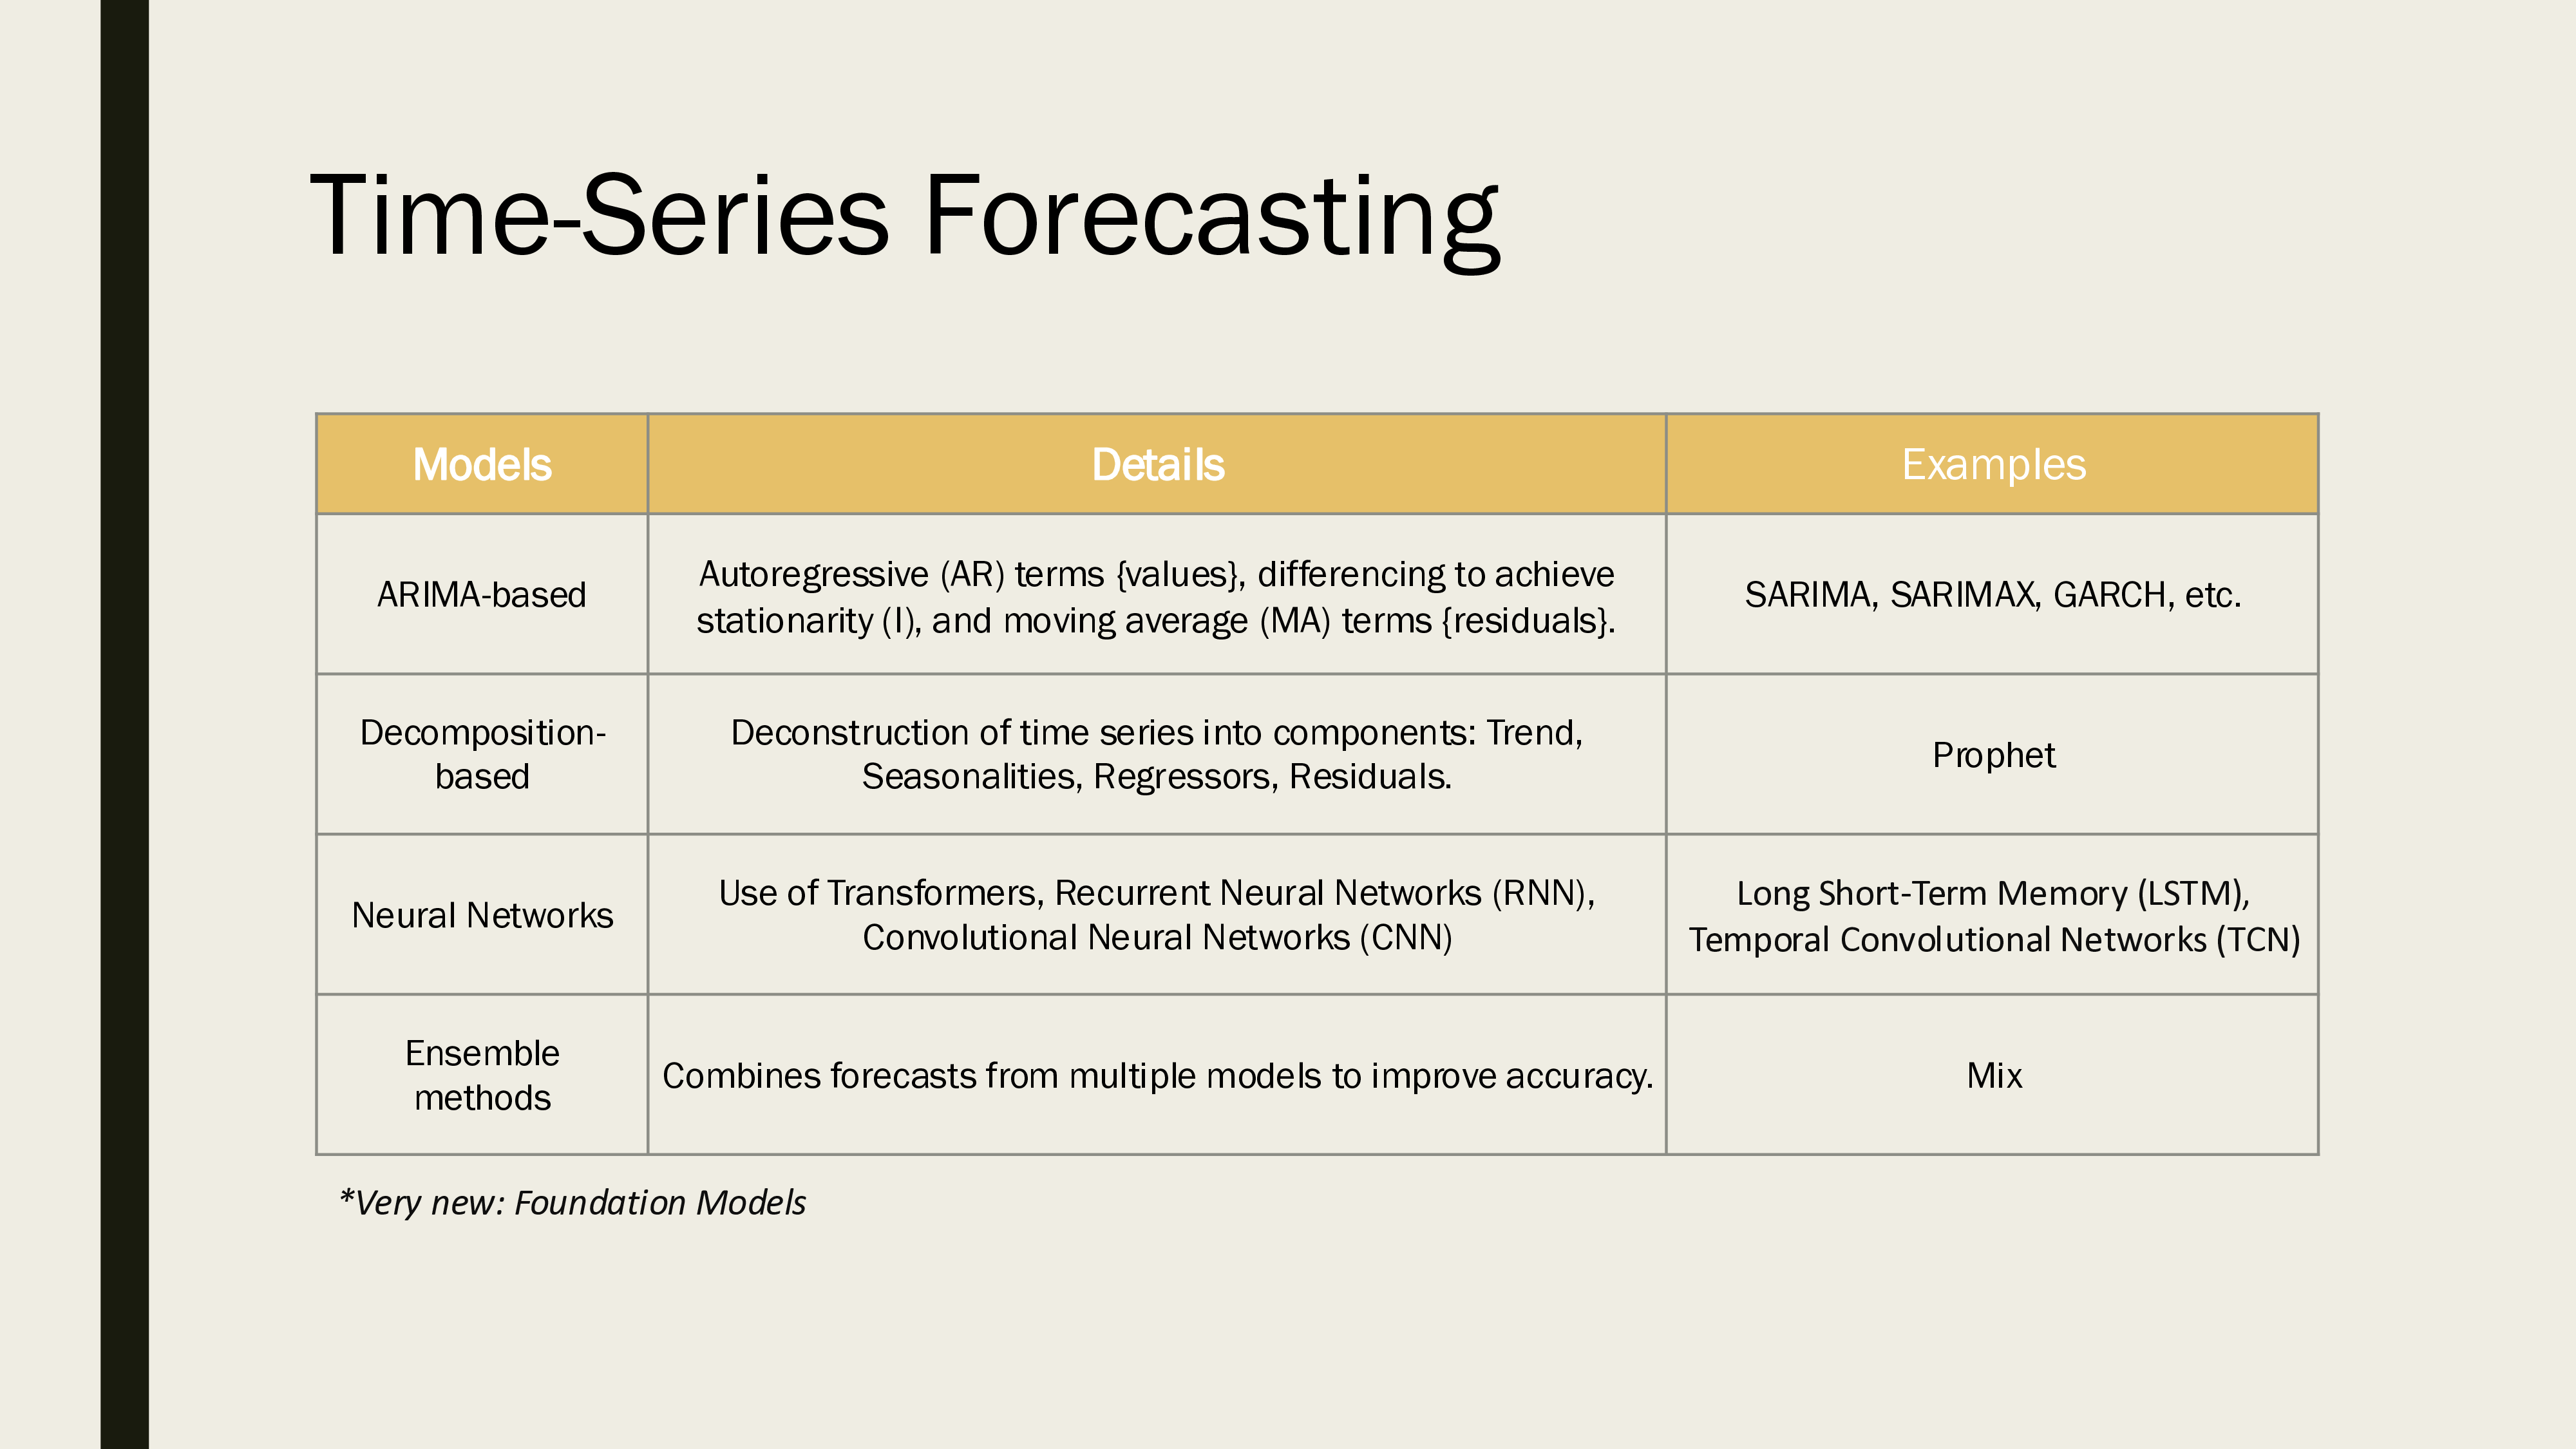 Time-Series Forecasting
Models
Details
Examples
ARIMA-based
Autoregressive (AR) terms {values}, differencing to achieve
stationarity (I), and moving average (MA) terms {residuals}.
SARIMA, SARIMAX, GARCH, etc.
Decomposition-
based
Deconstruction of time series into components: Trend,
Seasonalities, Regressors, Residuals.
Prophet
Neural Networks
Use of Transformers, Recurrent Neural Networks (RNN),
Convolutional Neural Networks (CNN)
Long Short-Term Memory (LSTM),
Temporal Convolutional Networks (TCN)
Ensemble
methods
Combines forecasts from multiple models to improve accuracy.
Mix
*Very new: Foundation Models